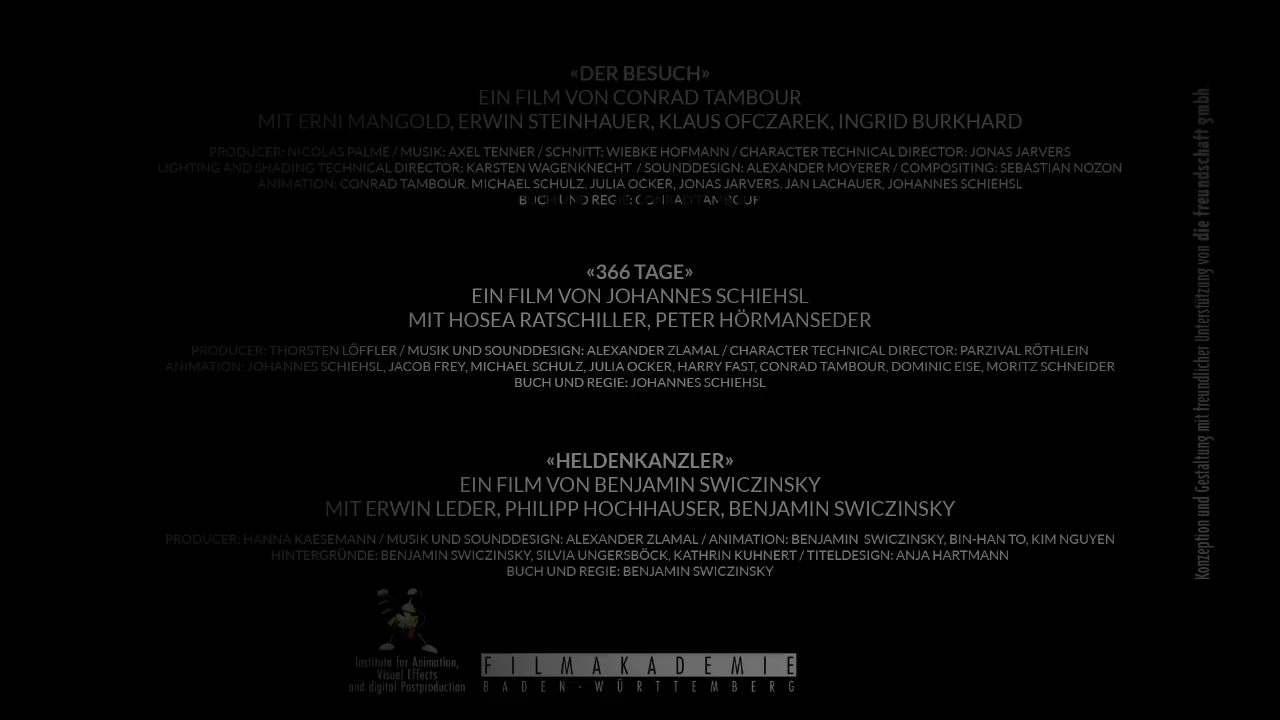 «DER BESUCH»
EIN FILM VON CONRAD TAMBOUR
MIT ERNI MANGOLD, ERWIN STEINHAUER, KLAUS OFCZAREK, INGRID BURKHARD
PRODUCER: NICOLAS PALME / MUSIK: AXEL TENNER / SCHNITT: WIEBKE HOFMANN / CHARACTER TECHNICAL DIRECTOR: JONAS JARVERS
LIGHTING AND SHADING TECHNICAL DIRECTOR: KARSTEN WAGENKNECHT / SOUNDDESIGN: ALEXANDER MOYERER / COMPOSITING: SEBASTIAN NOZON
ANIMATION: CONRAD TAMBOUR, MICHAEL SCHULZ, JULIA OCKER, JONAS JARVERS, JAN LACHAUER, JOHANNES SCHIEHSL
BUCH UND REGIE: CONRAD TAMBOUR
«366 TAGE»
EIN FILM VON JOHANNES SCHIEHSL
MIT HOSEA RATSCHILLER, PETER HÖRMANSEDER
PRODUCER: THORSTEN LÖFFLER / MUSIK UND SOUNDDESIGN: ALEXANDER ZLAMAL / CHARACTER TECHNICAL DIRECTOR: PARZIVAL RÖTHLEIN
ANIMATION: JOHANNES SCHIEHSL, JACOB FREY, MICHAEL SCHULZ, JULIA OCKER, HARRY FAST, CONRAD TAMBOUR, DOMINIC EISE, MORITZ SCHNEIDER
BUCH UND REGIE: JOHANNES SCHIEHSL
«HELDENKANZLER»
EIN FILM VON BENJAMIN SWICZINSKY
MIT ERWIN LEDER, PHILIPP HOCHHAUSER, BENJAMIN SWICZINSKY
PRODUCER: HANNA KAESEMANN / MUSIK UND SOUNDDESIGN: ALEXANDER ZLAMAL / ANIMATION: BENJAMIN SWICZINSKY, BIN-HAN TO, KIM NGUYEN
HINTERGRÜNDE: BENJAMIN SWICZINSKY, SILVIA UNGERSBÖCK, KATHRIN KUHNERT / TITELDESIGN: ANJA HARTMANN
BUCH UND REGIE: BENJAMIN SWICZINSKY
Institute for Animation,
Visual Effects
and digital Postproduction
FILMAKADEMIE
BADEN-WÜRTTEMBERG
Konzeption und Gestaltung mit freundlicher Unterstützung von die freundschaft gmbh.